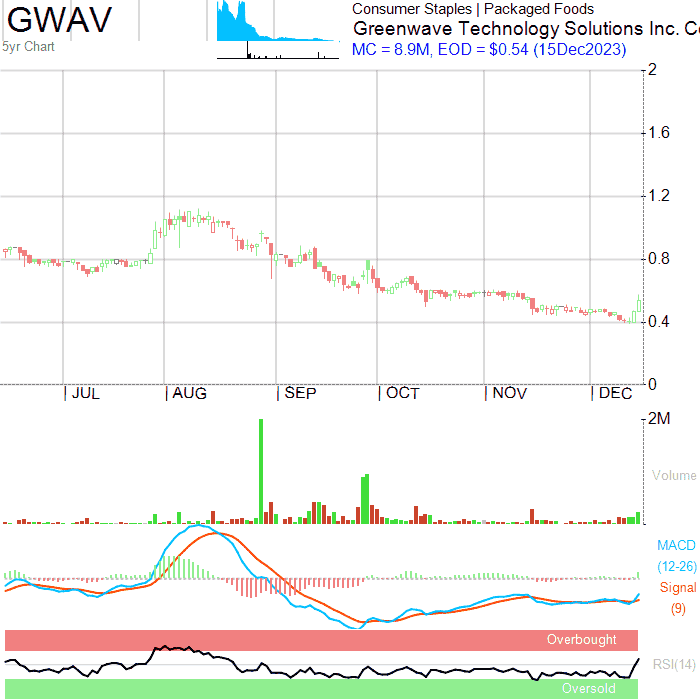 GWAV
5yr Chart
Consumer Staples | Packaged Foods
Greenwave Technology Solutions Inc. Co
MC = 8.9M, EOD = $0.54 (15Dec2023)
2
1.6
1.2
0.8
0.4
0
| JUL | AUG | SEP | OCT | NOV | DEC
2M
Volume
MACD
(12-26)
Signal
(9)
Overbought
RSI(14)
Oversold